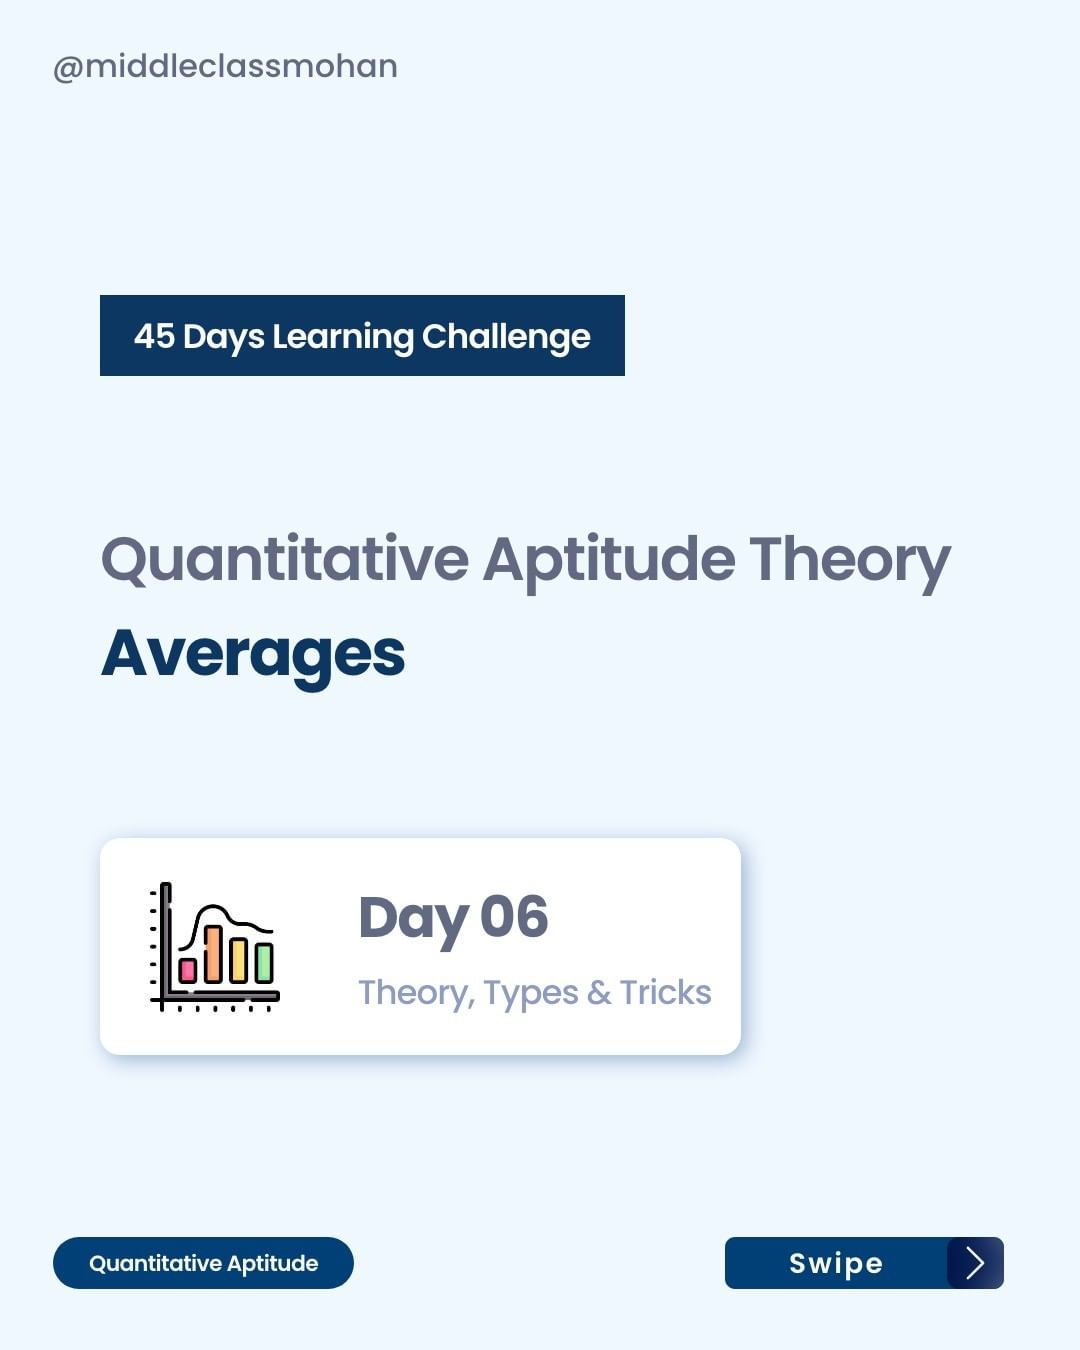 @middleclassmohan
45 Days Learning Challenge
Quantitative Aptitude Theory
Averages
Day 06
Theory, Types & Tricks
Quantitative Aptitude
Swipe